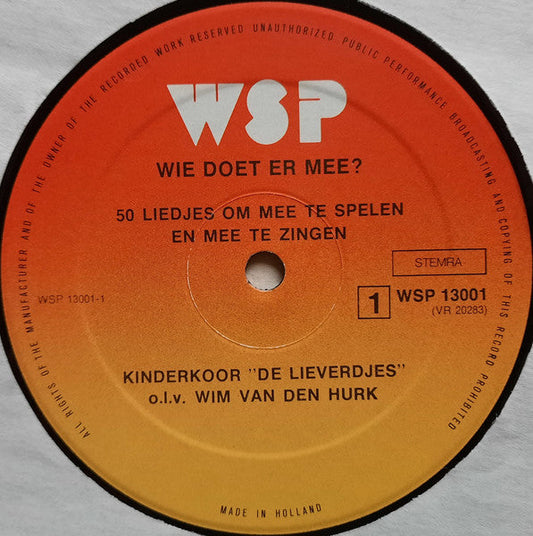 ALL RIGHTS OF THE MANUFACTURER AND OF THE OWNER OF THE RECORDED WORK RESERVED UNAUTHORIZED PUBLIC PERFORMANCE BROADCASTING AND COPYING OF THIS RECORD PROHIBITED
WSP
WIE DOET ER MEE?
50 LIEDJES OM MEE TE SPELEN
EN MEE TE ZINGEN
STEMRA
WSP 13001-1
1 WSP 13001
(VR 20283)
KINDERKOOR "DE LIEVERDJES"
o.l.v. WIM VAN DEN HURK
MADE IN HOLLAND